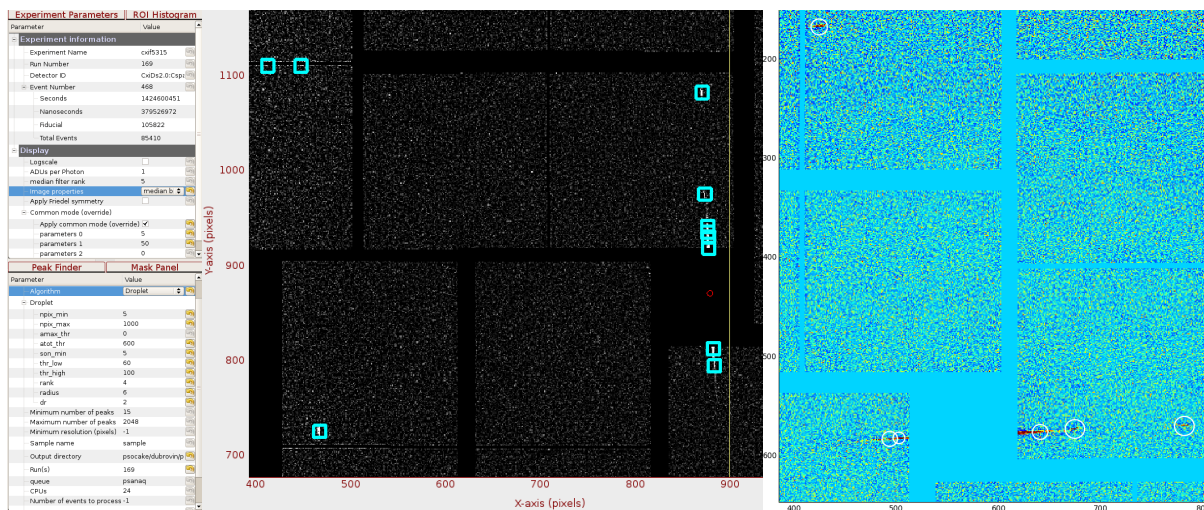 Experiment Parameters ROI Histogram
Parameter Value
Experiment information
Experiment Name cxif5315
Run Number 169
Detector ID CxiDs2.0:Cspa
Event Number 468
Seconds 1424600451
Nanoseconds 379526972
Fiducial 105822
Total Events 85410
Display
Logscale
ADUs per Photon 1
median filter rank 5
Image properties median b
Apply Friedel symmetry
Common mode (override)
Apply common mode (override)
parameters 0 5
parameters 1 50
parameters 2 0
Peak Finder Mask Panel
Parameter Value
Algorithm Droplet
Droplet
npix_min 5
npix_max 1000
amax_thr 0
atot_thr 600
son_min 5
thr_low 60
thr_high 100
rank 4
radius 6
dr 2
Minimum number of peaks 15
Maximum number of peaks 2048
Minimum resolution (pixels) -1
Sample name sample
Output directory psocake/dubrovin/p
Run(s) 169
queue psanaq
CPUs 24
Number of events to process -1
Y-axis (pixels)
1100
1000
900
800
700
400 500 600 700 800 900
X-axis (pixels)
200
300
400
500
600
400 500 600 700